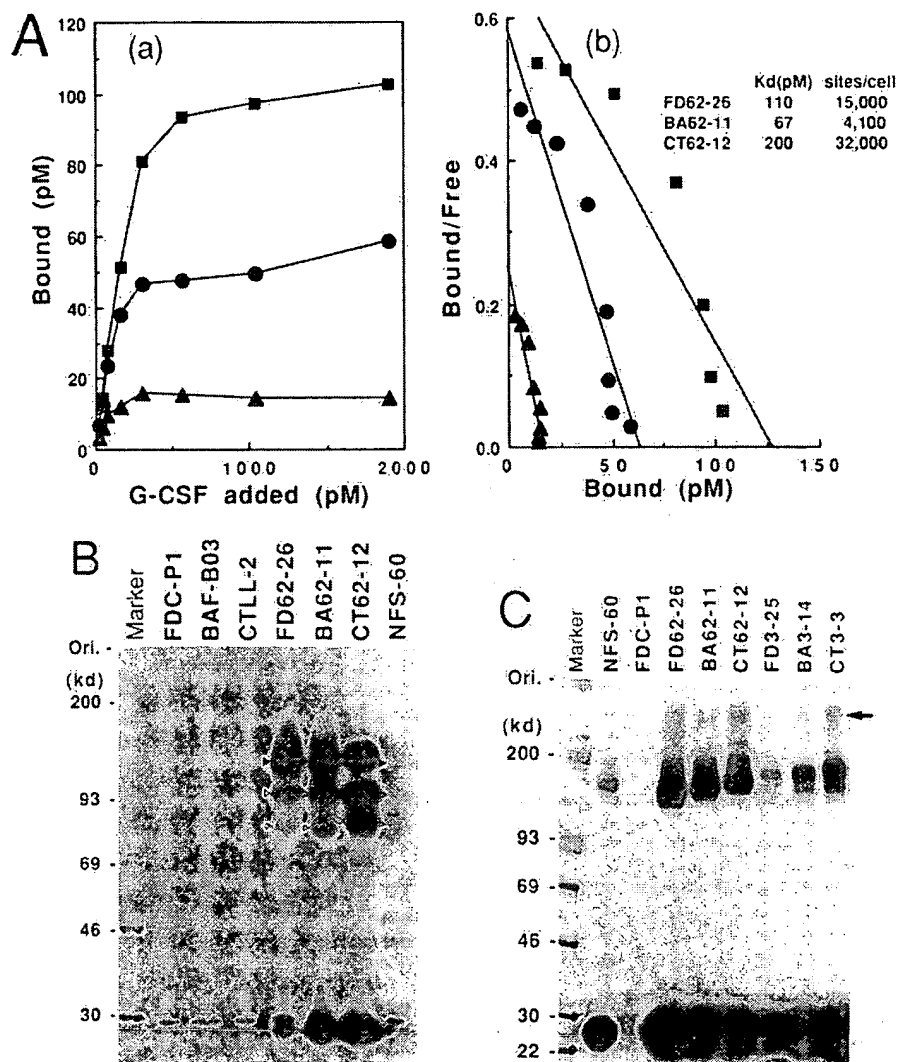 A
(a)
120
100
80
60
40
20
0
Bound (pM)
0 1000 2000
G-CSF added (pM)
(b)
0.6
0.4
0.2
0.0
Bound/Free
0 50 100 150
Bound (pM)
Kd(pM) sites/cell
FD62-26 110 15,000
BA62-11 67 4,100
CT62-12 200 32,000
B
Marker
FDC-P1
BAF-B03
CTLL-2
FD62-26
BA62-11
CT62-12
NFS-60
Ori. -
(kd)
200 -
93 -
69 -
46 -
30 -
C
Marker
NFS-60
FDC-P1
FD62-26
BA62-11
CT62-12
FD3-25
BA3-14
CT3-3
Ori. -
(kd)
200 -
93 -
69 -
46 -
30 -
22 -